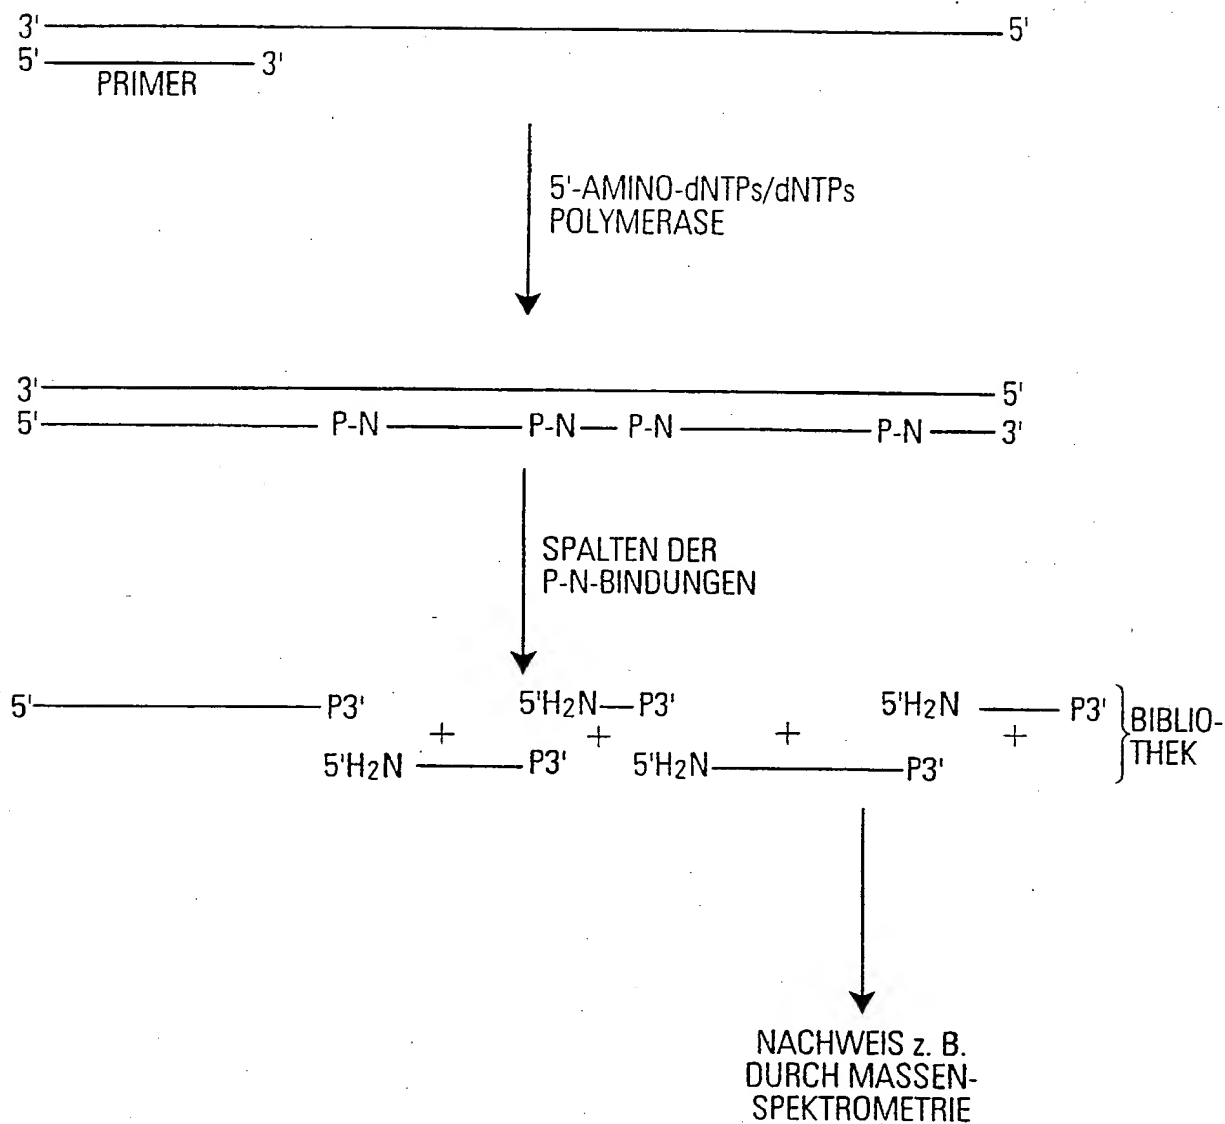 3' 5'
5' 3'
PRIMER
5'-AMINO-dNTPs/dNTPs
POLYMERASE
3' 5'
5' P-N P-N P-N P-N 3'
SPALTEN DER
P-N-BINDUNGEN
5' P3' 5'H₂N P3' 5'H₂N P3'
+ + + +
5'H₂N P3' 5'H₂N P3'
BIBLIO-
THEK
NACHWEIS z. B.
DURCH MASSEN-
SPEKTROMETRIE